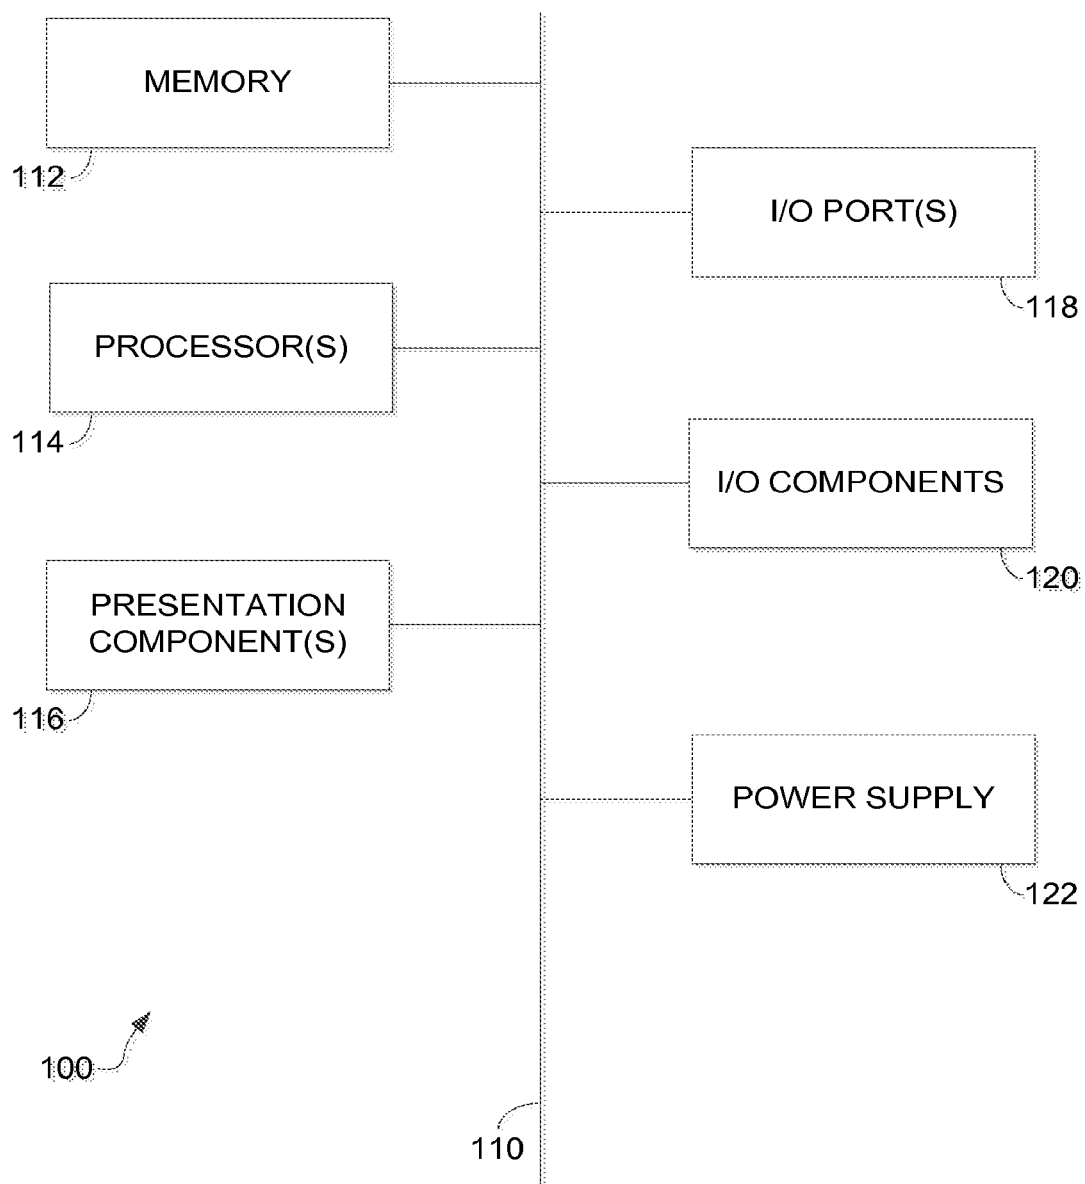 MEMORY
112
I/O PORT(S)
118
PROCESSOR(S)
114
I/O COMPONENTS
120
PRESENTATION
COMPONENT(S)
116
POWER SUPPLY
122
100
110